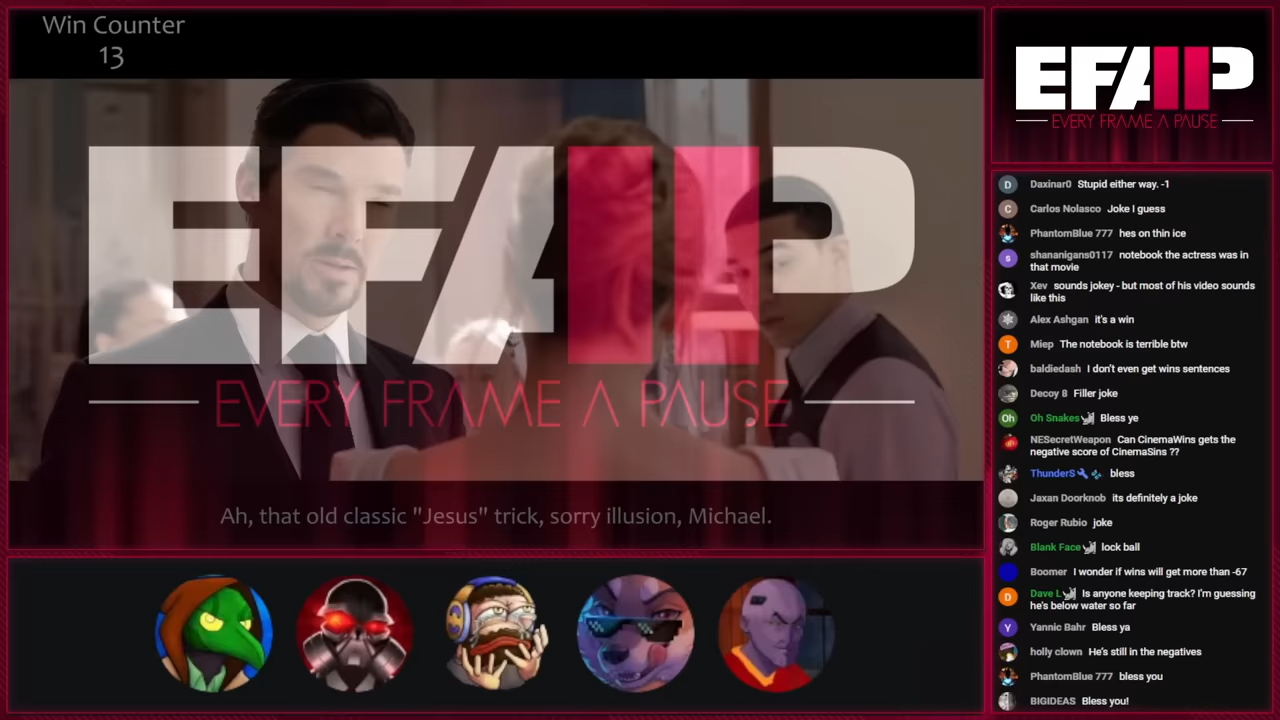 Win Counter
13
EFAP
EVERY FRAME A PAUSE
Ah, that old classic "Jesus" trick, sorry illusion, Michael.
EFAP
EVERY FRAME A PAUSE
D Daxinar0 Stupid either way. -1
C Carlos Nolasco Joke I guess
PhantomBlue 777 hes on thin ice
s shananigans0117 notebook the actress was in
that movie
Xev sounds jokey - but most of his video sounds
like this
Alex Ashgan it's a win
T Miep The notebook is terrible btw
baldiedash I don't even get wins sentences
Decoy 8 Filler joke
Oh Oh Snakes Bless ye
NESecretWeapon Can CinemaWins gets the
negative score of CinemaSins ??
ThunderS bless
Jaxan Doorknob its definitely a joke
Roger Rubio joke
Blank Face lock ball
Boomer I wonder if wins will get more than -67
D Dave L Is anyone keeping track? I'm guessing
he's below water so far
Y Yannic Bahr Bless ya
holly clown He's still in the negatives
PhantomBlue 777 bless you
BIGIDEAS Bless you!